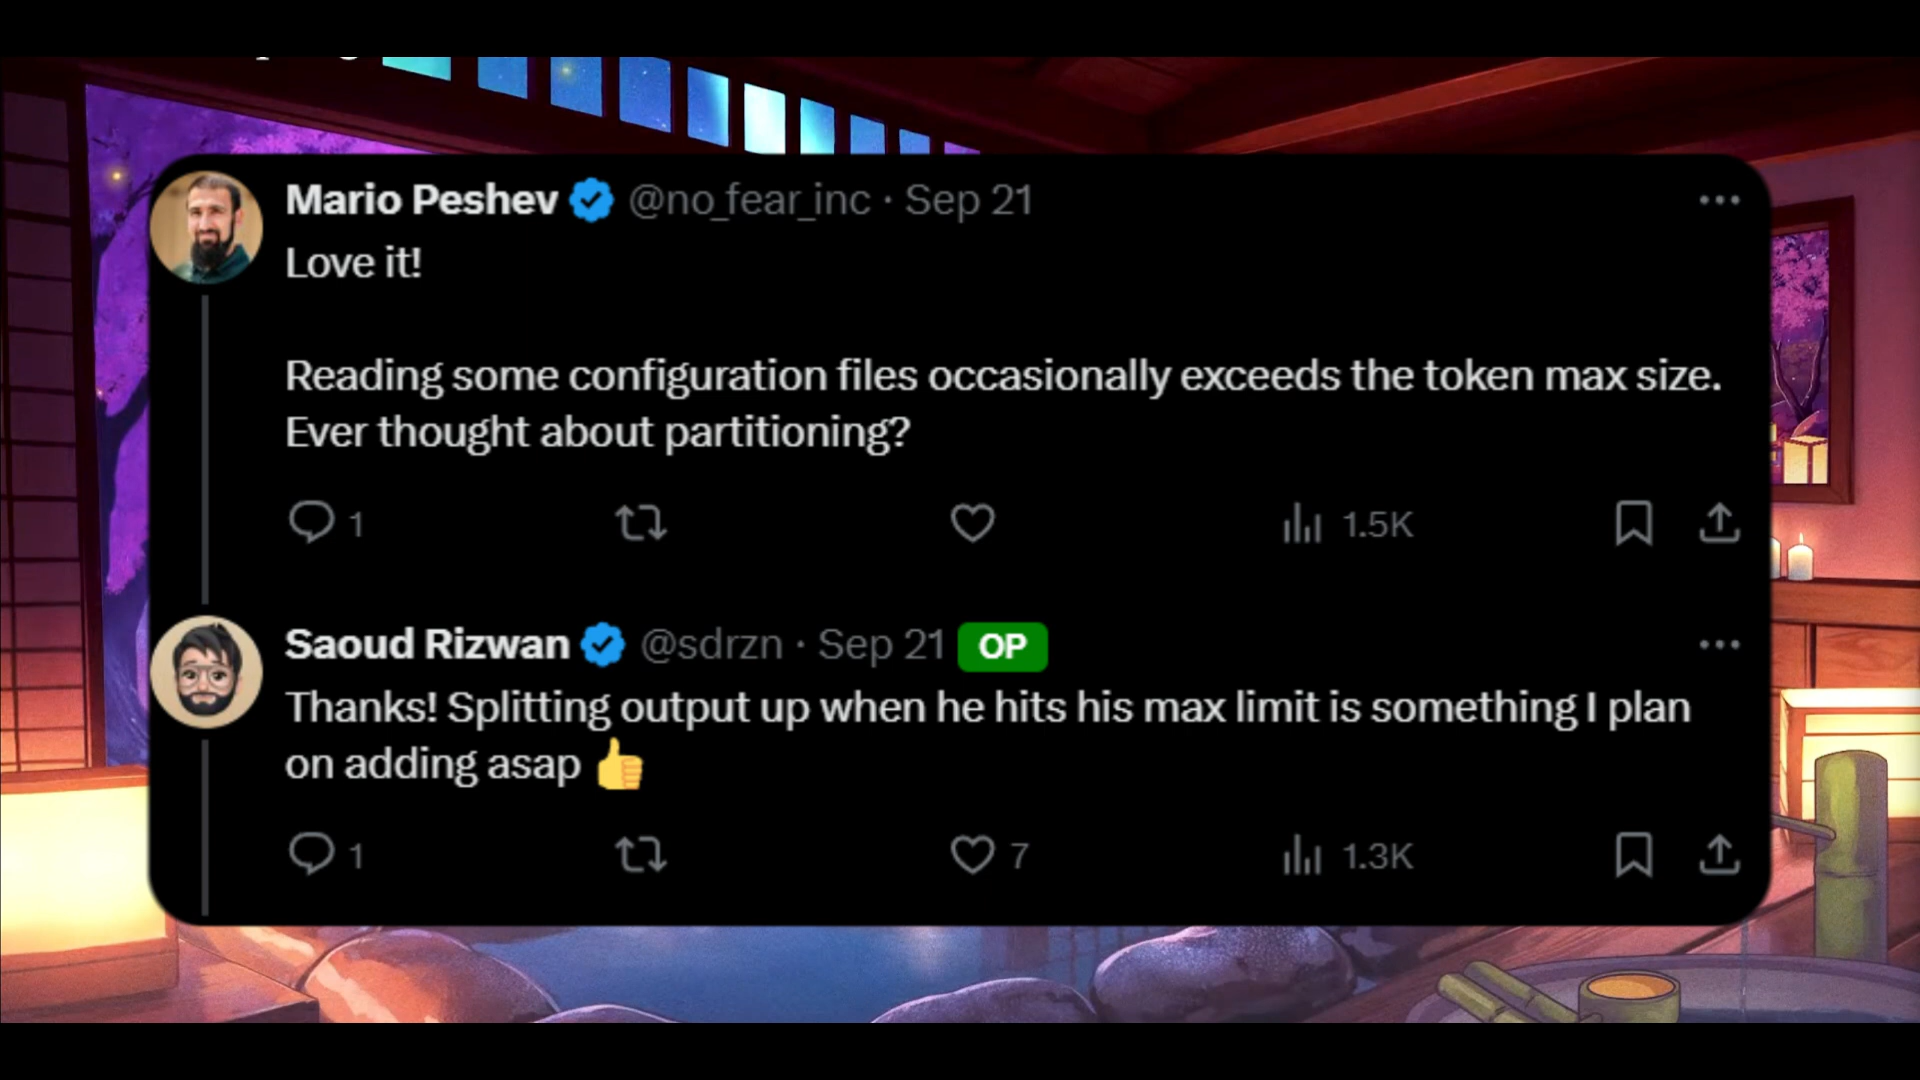 Mario Peshev @no_fear_inc · Sep 21
Love it!
Reading some configuration files occasionally exceeds the token max size.
Ever thought about partitioning?
1 1.5K
Saoud Rizwan @sdrzn · Sep 21 OP
Thanks! Splitting output up when he hits his max limit is something I plan
on adding asap 👍
1 7 1.3K